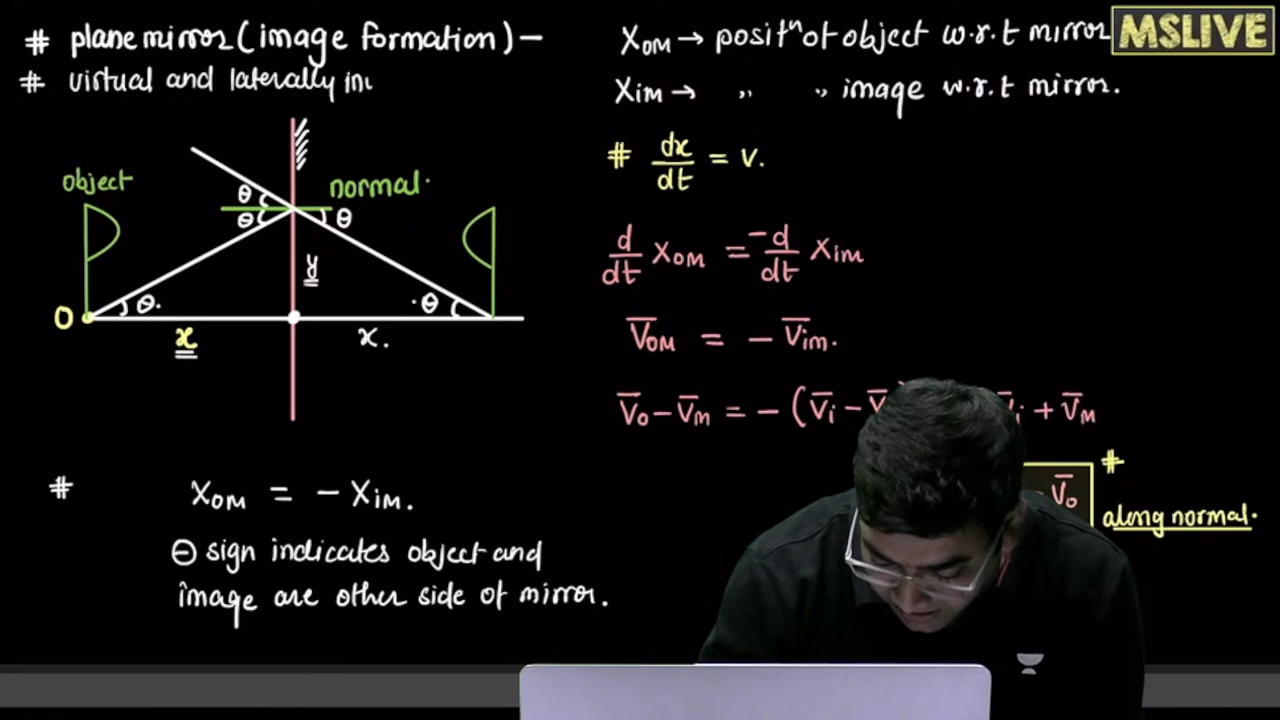 # plane mirror (image formation) –
# virtual and laterally in
object
normal.
θ
θ
θ
y
O
θ.
.θ
x
x.
# XOM = - Xim.
⊖ sign indicates object and
image are other side of mirror.
MSLIVE
XOM → positⁿ of object w.r.t mirror
Xim → ,, ,, image w.r.t mirror.
# dx/dt = v.
d/dt XOM = -d/dt Xim
V̅OM = - V̅im.
V̅o - V̅m = - (V̅i - V̅ i + V̅M
#
- V̅o
along normal.